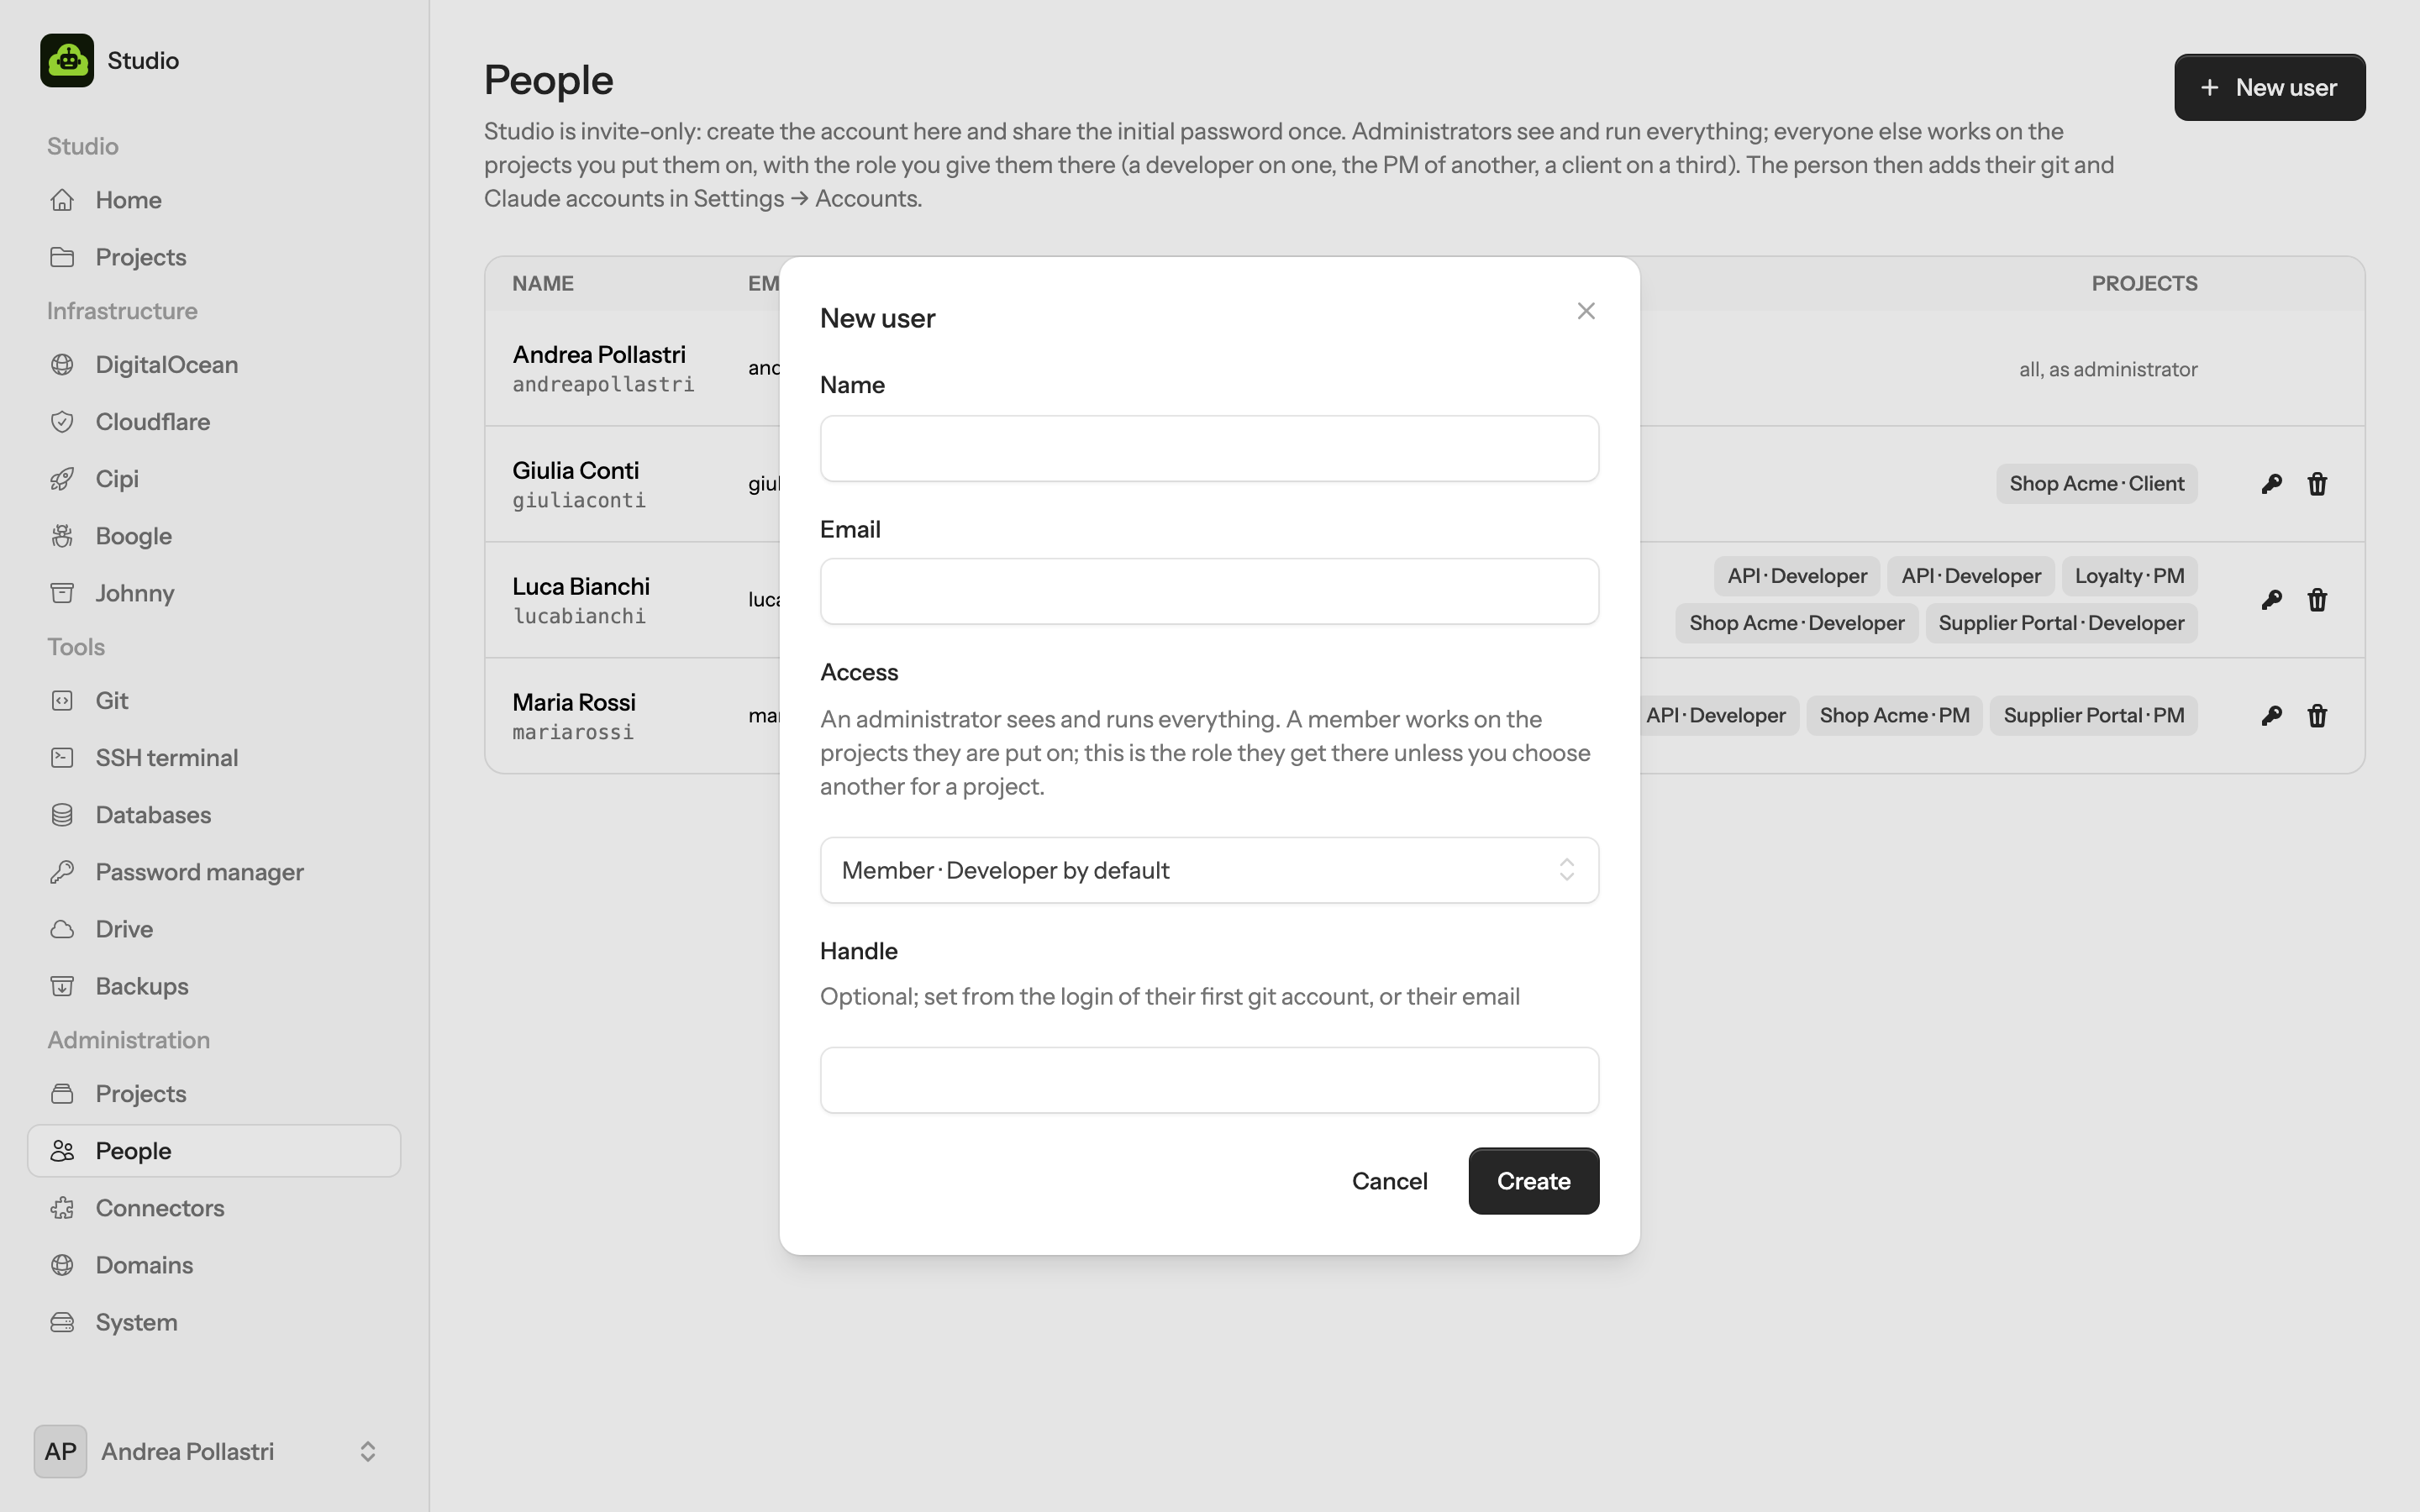 Studio
Studio
Home
Projects
Infrastructure
DigitalOcean
Cloudflare
Cipi
Boogle
Johnny
Tools
Git
SSH terminal
Databases
Password manager
Drive
Backups
Administration
Projects
People
Connectors
Domains
System
AP Andrea Pollastri
People
+ New user
Studio is invite-only: create the account here and share the initial password once. Administrators see and run everything; everyone else works on the
projects you put them on, with the role you give them there (a developer on one, the PM of another, a client on a third). The person then adds their git and
Claude accounts in Settings → Accounts.
NAME EM PROJECTS
Andrea Pollastri
andreapollastri
all, as administrator
Giulia Conti
giuliaconti
giul
Shop Acme · Client
Luca Bianchi
lucabianchi
luca
API · Developer API · Developer Loyalty · PM
Shop Acme · Developer Supplier Portal · Developer
Maria Rossi
mariarossi
mar
API · Developer Shop Acme · PM Supplier Portal · PM
New user
Name
Email
Access
An administrator sees and runs everything. A member works on the
projects they are put on; this is the role they get there unless you choose
another for a project.
Member · Developer by default
Handle
Optional; set from the login of their first git account, or their email
Cancel
Create